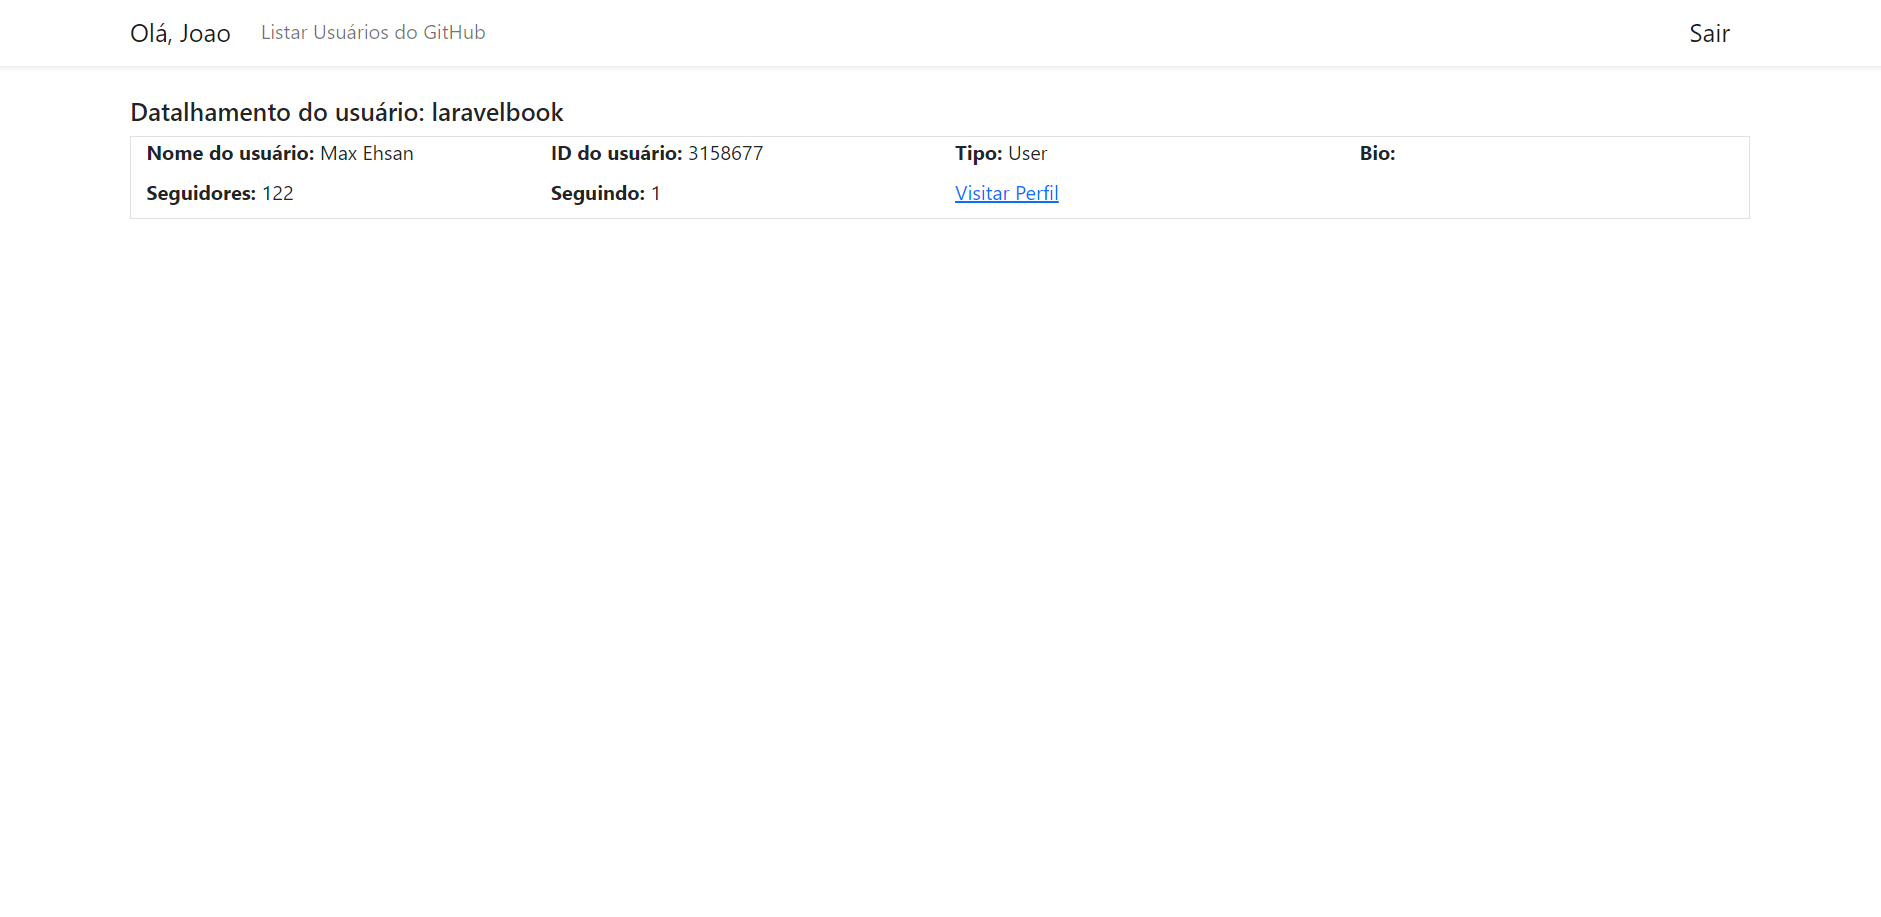 Olá, Joao Listar Usuários do GitHub Sair
Datalhamento do usuário: laravelbook
Nome do usuário: Max Ehsan ID do usuário: 3158677 Tipo: User Bio:
Seguidores: 122 Seguindo: 1 Visitar Perfil